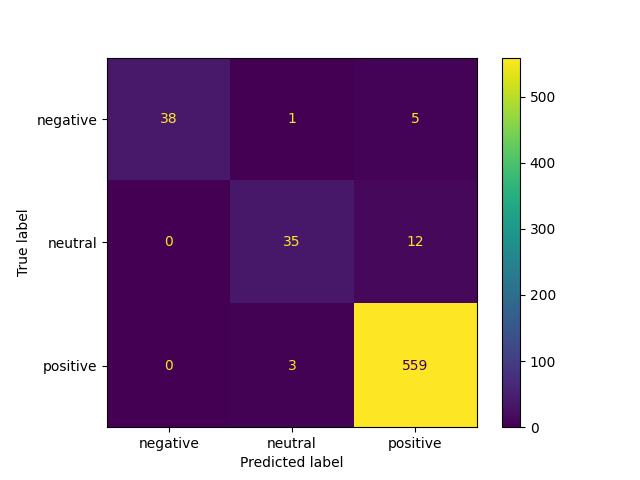 negative 38 1 5
neutral 0 35 12
positive 0 3 559
negative neutral positive
Predicted label
True label
500
400
300
200
100
0